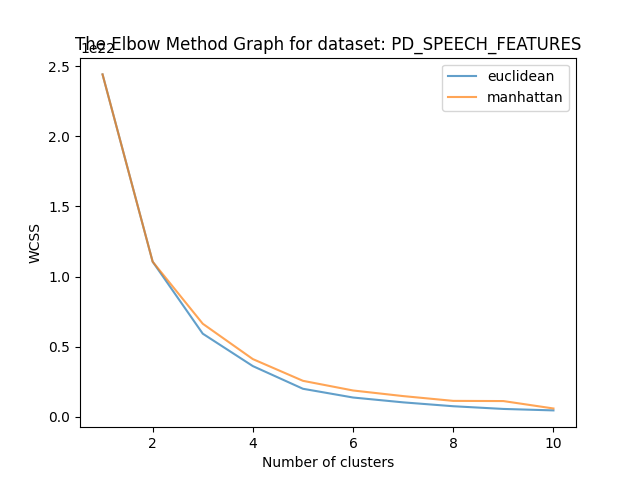 The Elbow Method Graph for dataset: PD_SPEECH_FEATURES
1e22
euclidean
manhattan
2.5
2.0
1.5
1.0
0.5
0.0
WCSS
2 4 6 8 10
Number of clusters